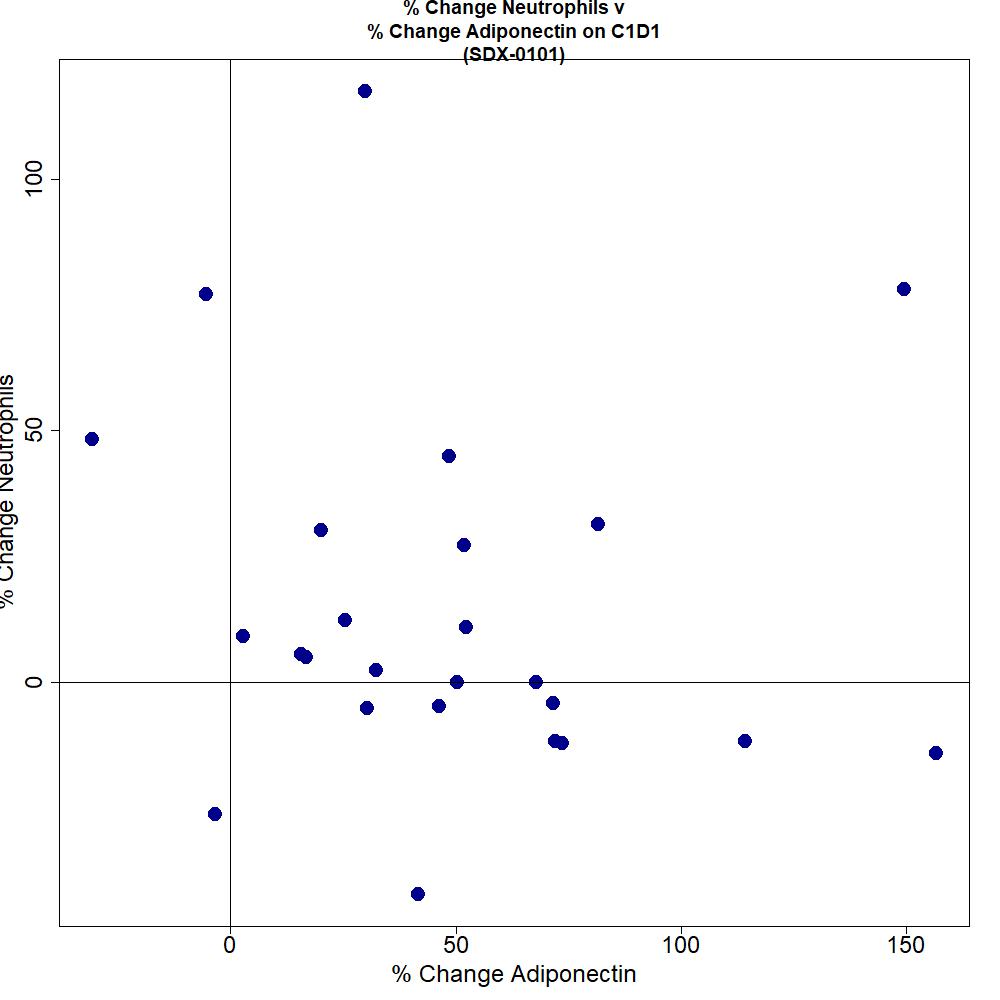 % Change Neutrophils v
% Change Adiponectin on C1D1
(SDX-0101)
% Change Neutrophils
100
50
0
0
50
100
150
% Change Adiponectin